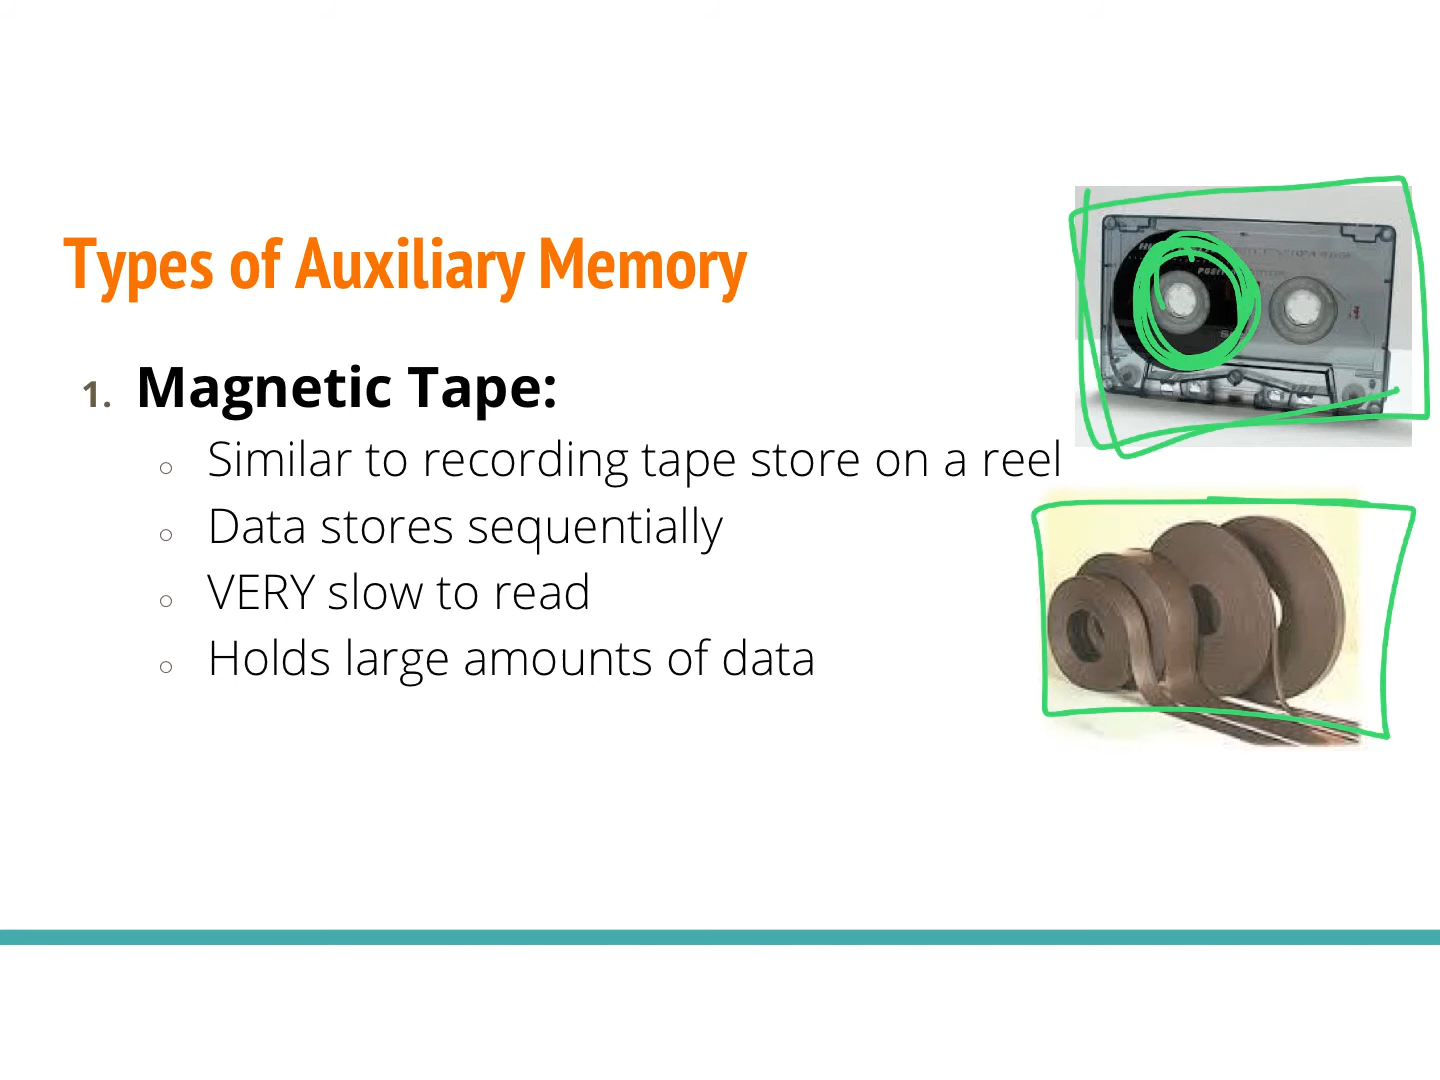 Types of Auxiliary Memory
1. Magnetic Tape:
○ Similar to recording tape store on a reel
○ Data stores sequentially
○ VERY slow to read
○ Holds large amounts of data